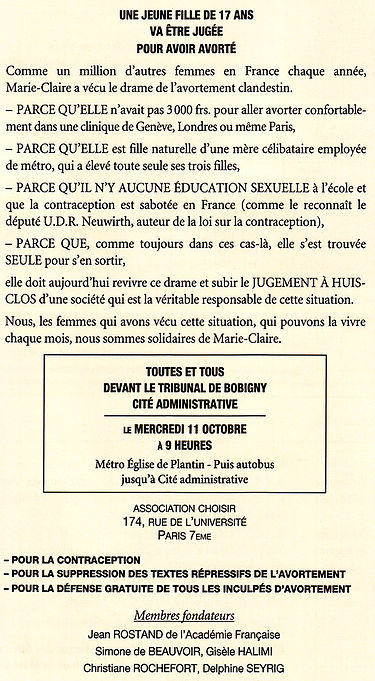 UNE JEUNE FILLE DE 17 ANS
VA ÊTRE JUGÉE
POUR AVOIR AVORTÉ
Comme un million d'autres femmes en France chaque année,
Marie-Claire a vécu le drame de l'avortement clandestin.
– PARCE QU'ELLE n'avait pas 3 000 frs. pour aller avorter confortable-
ment dans une clinique de Genève, Londres ou même Paris,
– PARCE QU'ELLE est fille naturelle d'une mère célibataire employée
de métro, qui a élevé toute seule ses trois filles,
– PARCE QU'IL N'Y AUCUNE ÉDUCATION SEXUELLE à l'école et
que la contraception est sabotée en France (comme le reconnaît le
député U.D.R. Neuwirth, auteur de la loi sur la contraception),
– PARCE QUE, comme toujours dans ces cas-là, elle s'est trouvée
SEULE pour s'en sortir,
elle doit aujourd'hui revivre ce drame et subir le JUGEMENT À HUIS-
CLOS d'une société qui est la véritable responsable de cette situation.
Nous, les femmes qui avons vécu cette situation, qui pouvons la vivre
chaque mois, nous sommes solidaires de Marie-Claire.
TOUTES ET TOUS
DEVANT LE TRIBUNAL DE BOBIGNY
CITÉ ADMINISTRATIVE
LE MERCREDI 11 OCTOBRE
À 9 HEURES
Métro Église de Plantin - Puis autobus
jusqu'à Cité administrative
ASSOCIATION CHOISIR
174, RUE DE L'UNIVERSITÉ
PARIS 7EME
– POUR LA CONTRACEPTION
– POUR LA SUPPRESSION DES TEXTES RÉPRESSIFS DE L'AVORTEMENT
– POUR LA DÉFENSE GRATUITE DE TOUS LES INCULPÉS D'AVORTEMENT
Membres fondateurs
Jean ROSTAND de l'Académie Française
Simone de BEAUVOIR, Gisèle HALIMI
Christiane ROCHEFORT, Delphine SEYRIG